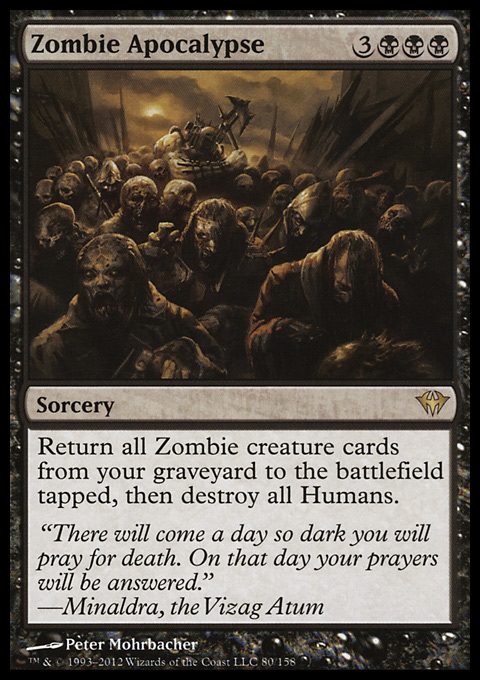 Zombie Apocalypse 3
Sorcery
Return all Zombie creature cards
from your graveyard to the battlefield
tapped, then destroy all Humans.
“There will come a day so dark you will
pray for death. On that day your prayers
will be answered.”
—Minaldra, the Vizag Atum
Peter Mohrbacher
™ & © 1993–2012 Wizards of the Coast LLC 80/158